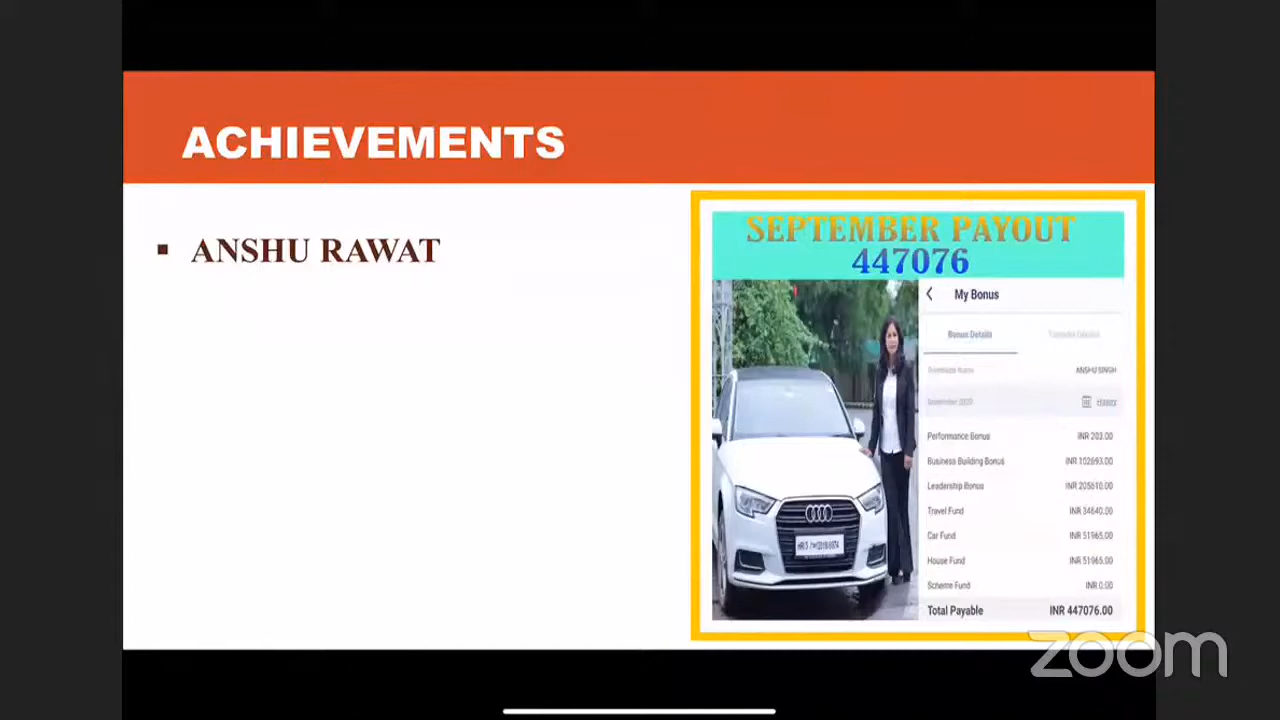 ACHIEVEMENTS
▪ ANSHU RAWAT
SEPTEMBER PAYOUT
447076
My Bonus
Bonus Details
ANSHU SINGH
History
Performance Bonus INR 203.00
Business Building Bonus INR 102693.00
Leadership Bonus INR 205610.00
Travel Fund INR 34640.00
Car Fund INR 51965.00
House Fund INR 51965.00
Scheme Fund INR 0.00
Total Payable INR 447076.00
zoom